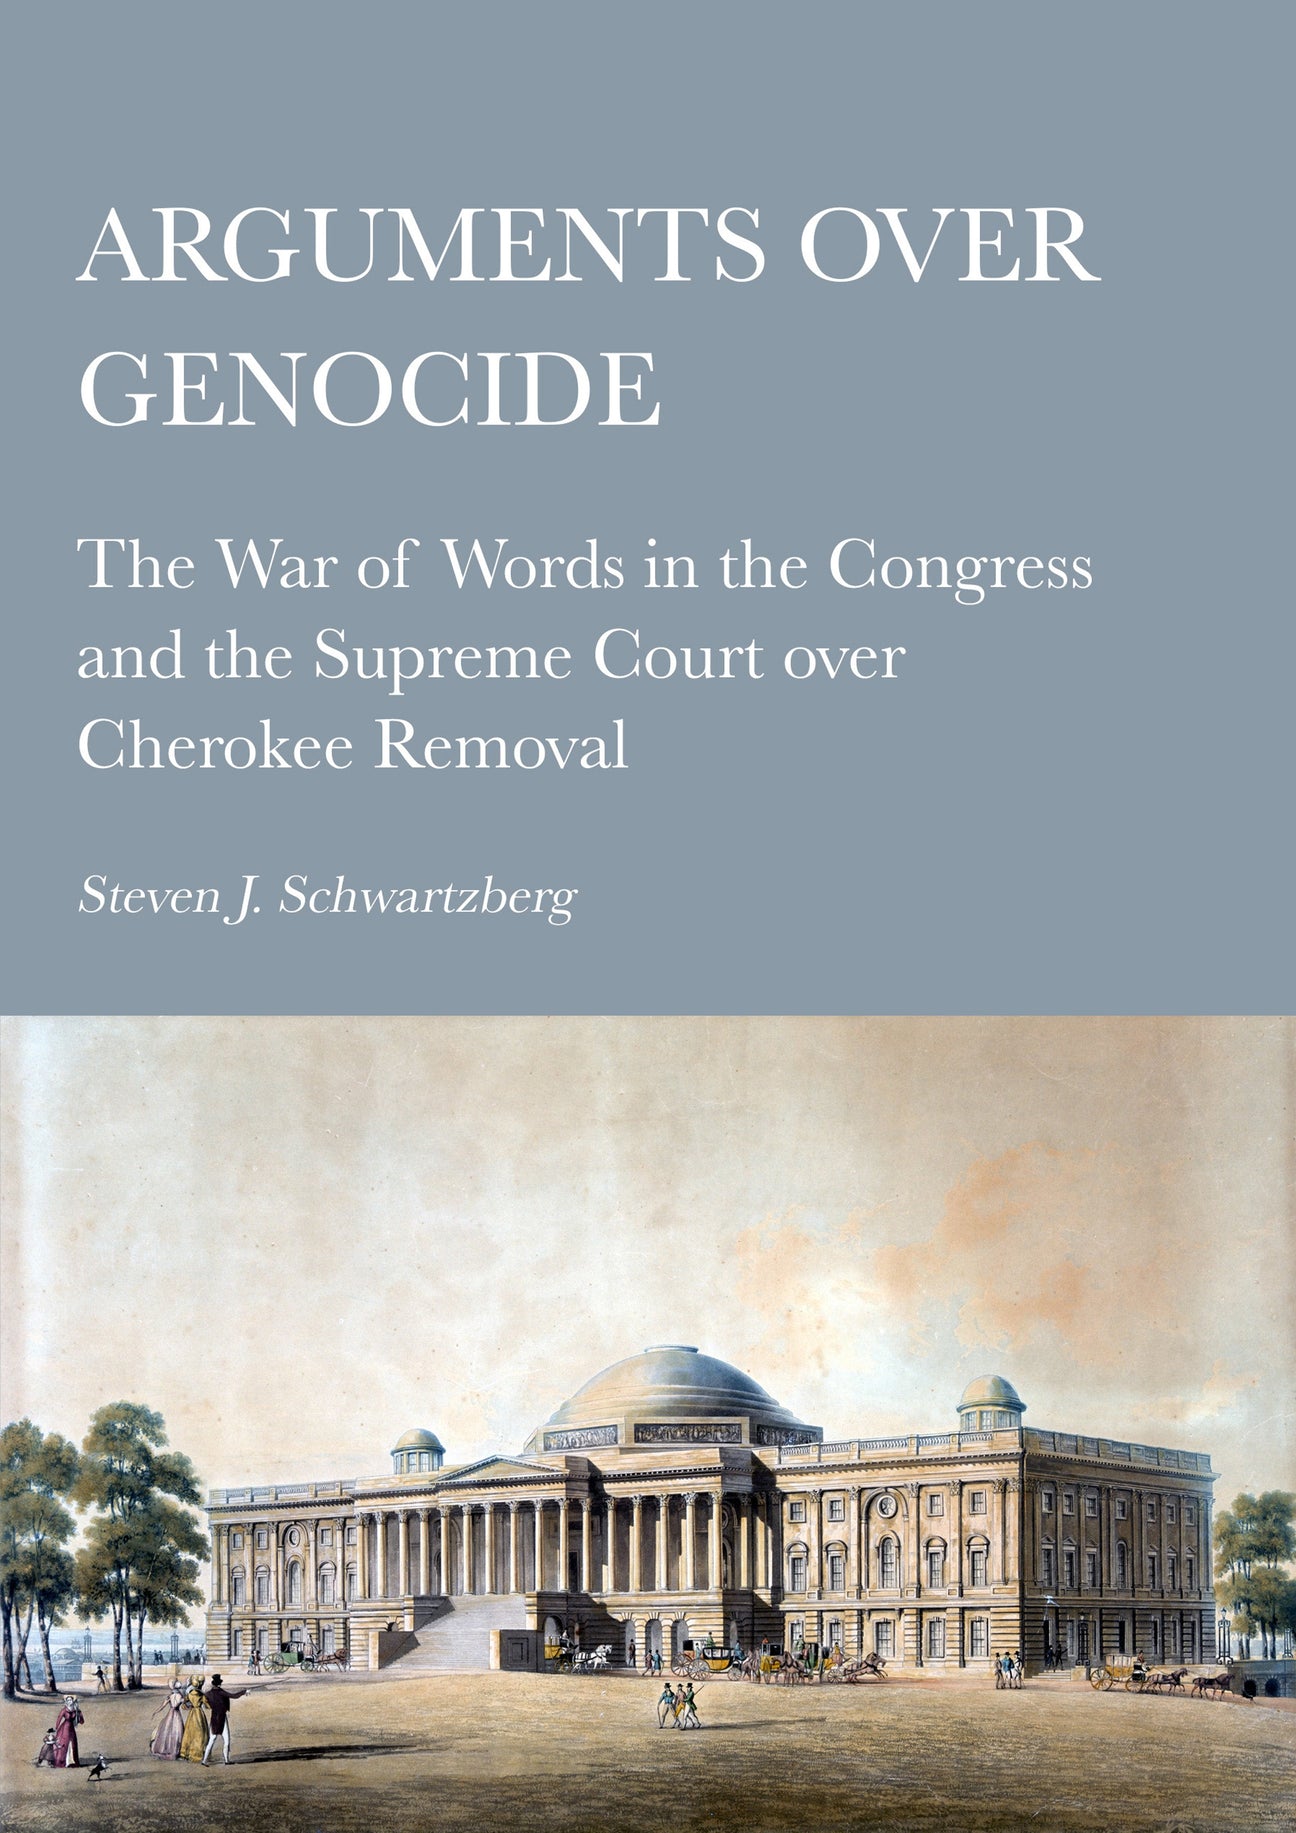 ARGUMENTS OVER
GENOCIDE
The War of Words in the Congress
and the Supreme Court over
Cherokee Removal
Steven J. Schwartzberg